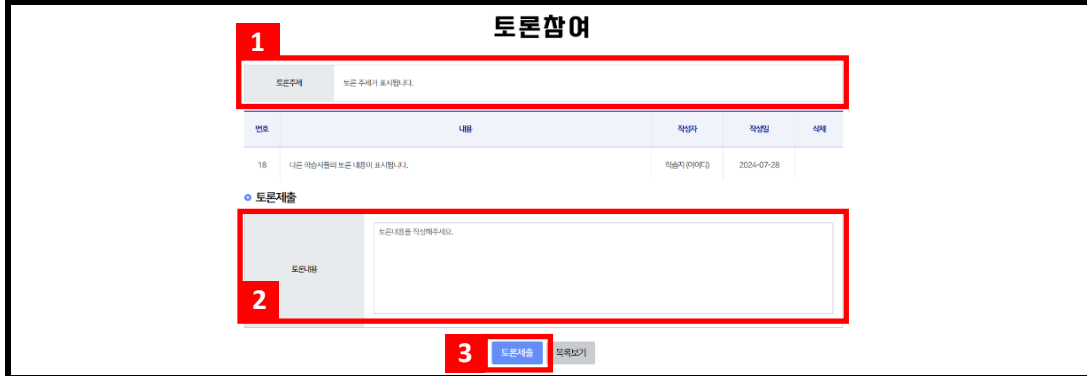 토론참여
1
토론주제 토론 주제가 표시됩니다.
번호 내용 작성자 작성일 삭제
18 다른 학습자들의 토론 내용이 표시됩니다. 학습자 (아이디) 2024-07-28
토론제출
토론내용을 작성해주세요.
토론내용
2
3 토론제출 목록보기